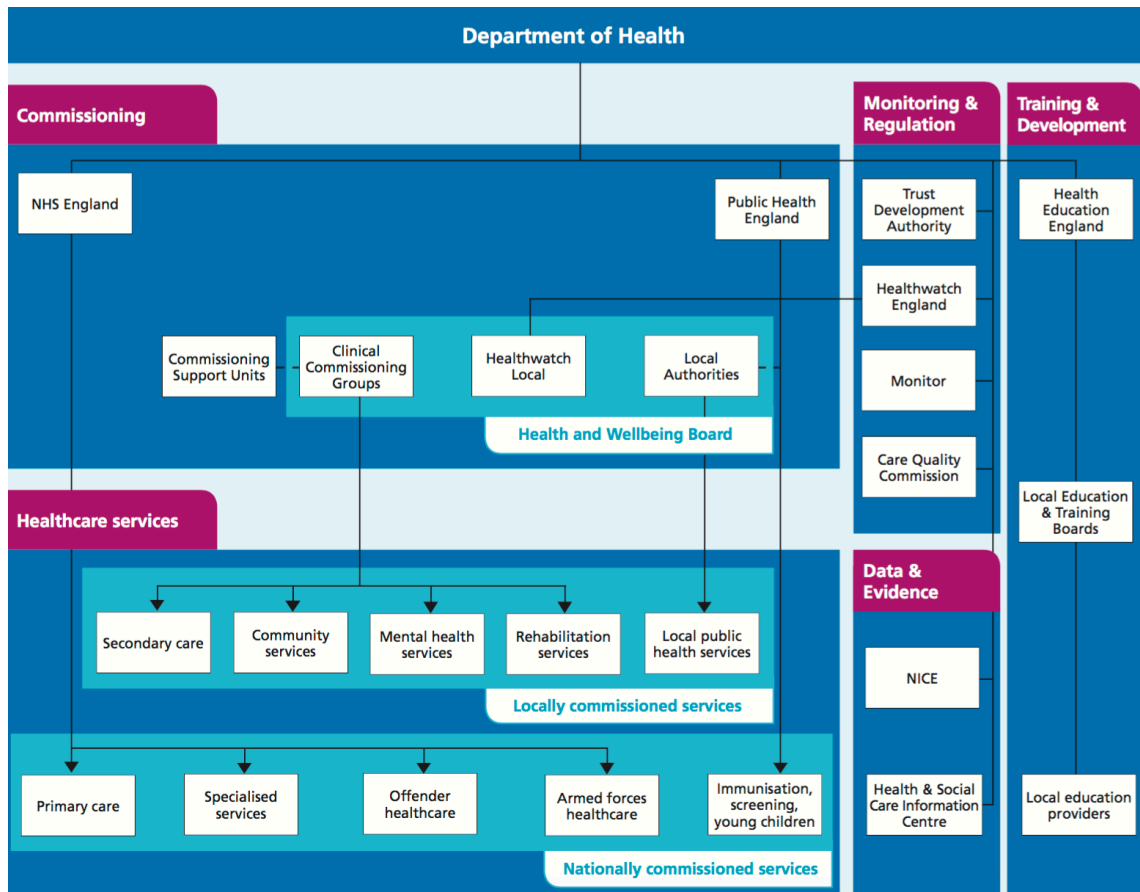 Department of Health
Commissioning
Monitoring &
Regulation
Training &
Development
NHS England
Public Health
England
Trust
Development
Authority
Health
Education
England
Healthwatch
England
Commissioning
Support Units
Clinical
Commissioning
Groups
Healthwatch
Local
Local
Authorities
Monitor
Health and Wellbeing Board
Care Quality
Commission
Local Education
& Training
Boards
Healthcare services
Data &
Evidence
Secondary care
Community
services
Mental health
services
Rehabilitation
services
Local public
health services
NICE
Locally commissioned services
Primary care
Specialised
services
Offender
healthcare
Armed forces
healthcare
Immunisation,
screening,
young children
Health & Social
Care Information
Centre
Local education
providers
Nationally commissioned services